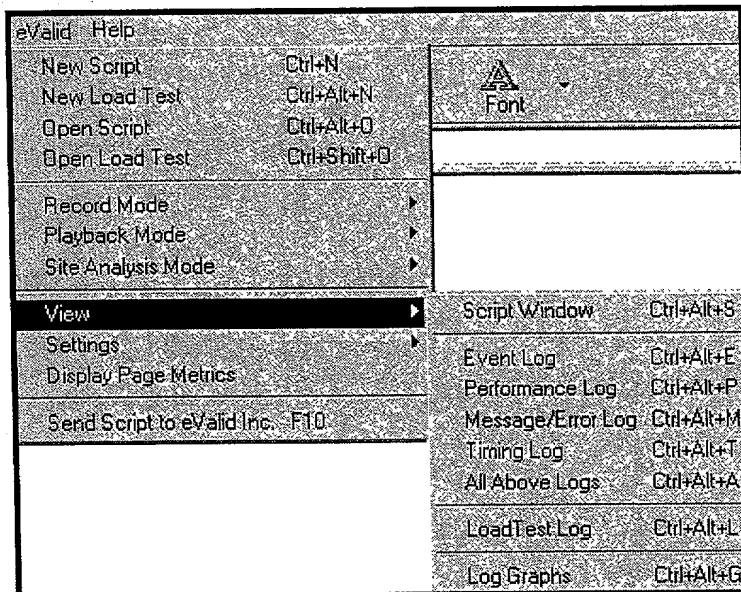 eValid Help
New Script Ctrl+N
New Load Test Ctrl+Alt+N
Open Script Ctrl+Alt+O
Open Load Test Ctrl+Shift+O
Font
Record Mode
Playback Mode
Site Analysis Mode
View
Settings
Display Page Metrics
Send Script to eValid Inc. F10
Script Window Ctrl+Alt+S
Event Log Ctrl+Alt+E
Performance Log Ctrl+Alt+P
Message/Error Log Ctrl+Alt+M
Timing Log Ctrl+Alt+T
All Above Logs Ctrl+Alt+A
LoadTest Log Ctrl+Alt+L
Log Graphs Ctrl+Alt+G